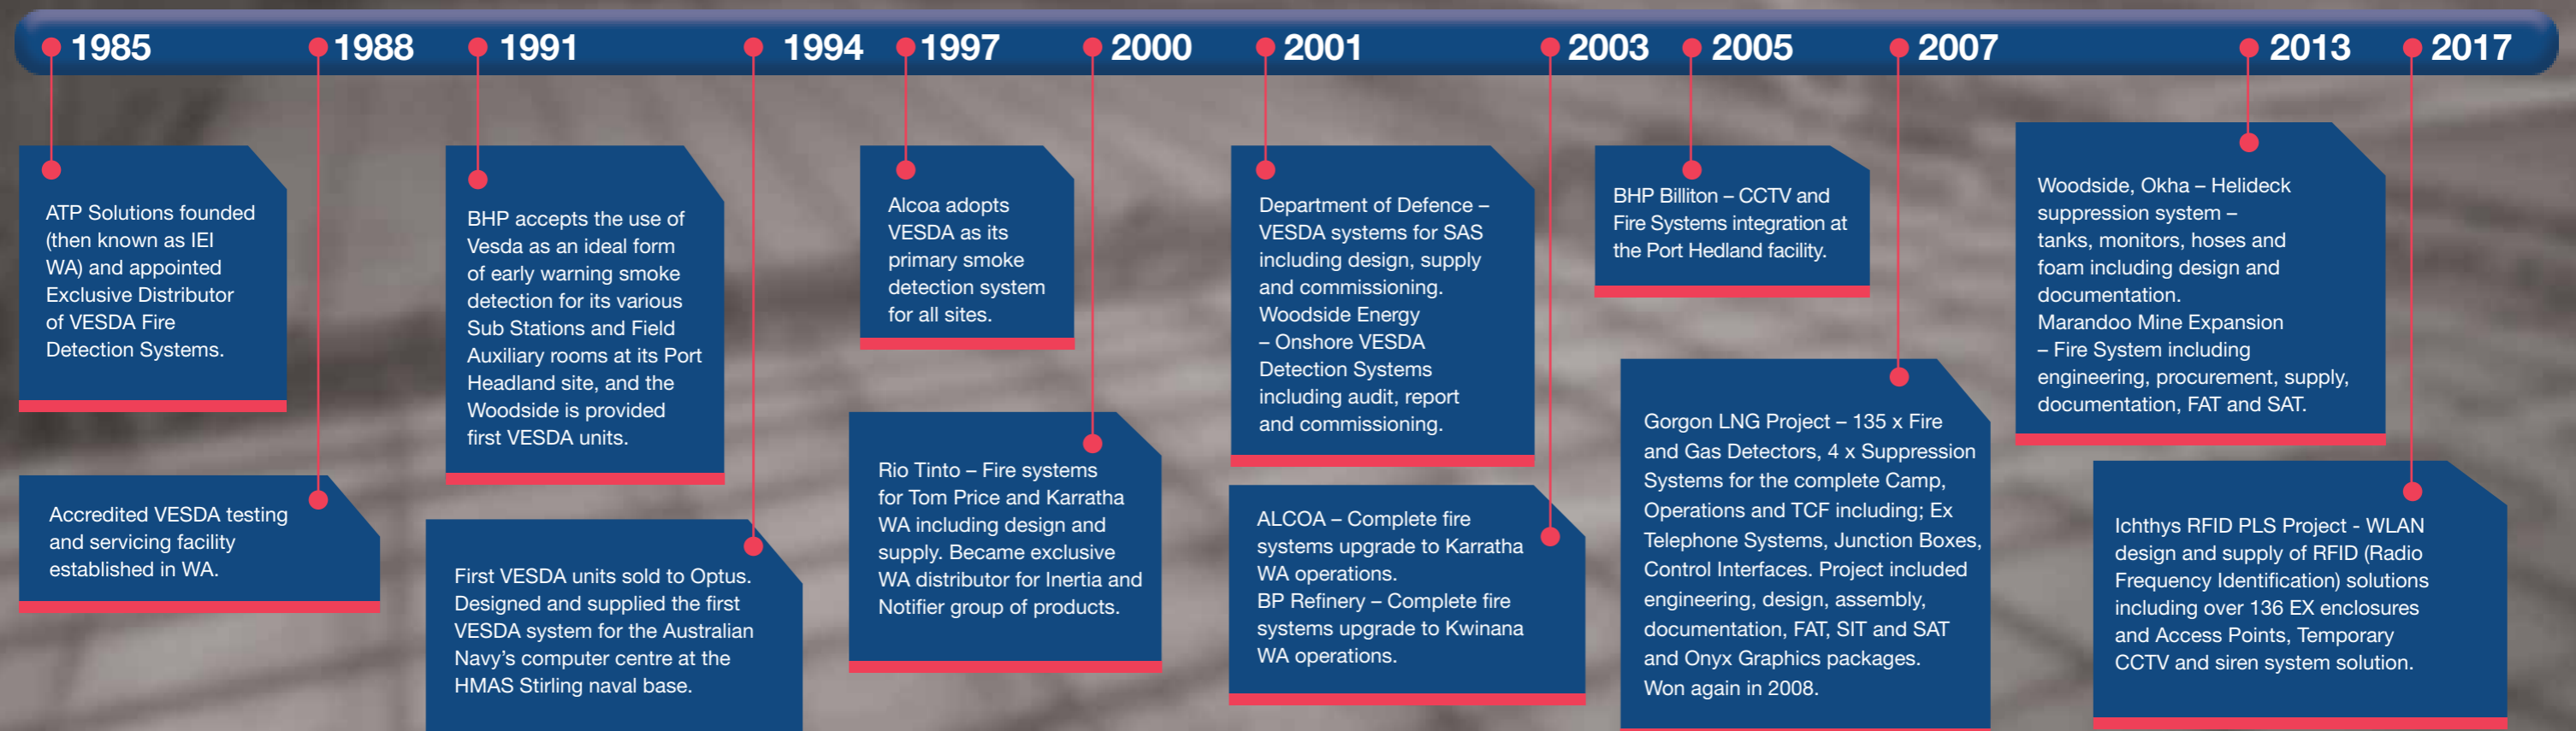 1985
1988
1991
1994
1997
2000
2001
2003
2005
2007
2013
2017
ATP Solutions founded
(then known as IEI
WA) and appointed
Exclusive Distributor
of VESDA Fire
Detection Systems.
Accredited VESDA testing
and servicing facility
established in WA.
BHP accepts the use of
Vesda as an ideal form
of early warning smoke
detection for its various
Sub Stations and Field
Auxiliary rooms at its Port
Headland site, and the
Woodside is provided
first VESDA units.
First VESDA units sold to Optus.
Designed and supplied the first
VESDA system for the Australian
Navy's computer centre at the
HMAS Stirling naval base.
Alcoa adopts
VESDA as its
primary smoke
detection system
for all sites.
Rio Tinto – Fire systems
for Tom Price and Karratha
WA including design and
supply. Became exclusive
WA distributor for Inertia and
Notifier group of products.
Department of Defence –
VESDA systems for SAS
including design, supply
and commissioning.
Woodside Energy
– Onshore VESDA
Detection Systems
including audit, report
and commissioning.
ALCOA – Complete fire
systems upgrade to Karratha
WA operations.
BP Refinery – Complete fire
systems upgrade to Kwinana
WA operations.
BHP Billiton – CCTV and
Fire Systems integration at
the Port Hedland facility.
Gorgon LNG Project – 135 x Fire
and Gas Detectors, 4 x Suppression
Systems for the complete Camp,
Operations and TCF including; Ex
Telephone Systems, Junction Boxes,
Control Interfaces. Project included
engineering, design, assembly,
documentation, FAT, SIT and SAT
and Onyx Graphics packages.
Won again in 2008.
Woodside, Okha – Helideck
suppression system –
tanks, monitors, hoses and
foam including design and
documentation.
Marandoo Mine Expansion
– Fire System including
engineering, procurement, supply,
documentation, FAT and SAT.
Ichthys RFID PLS Project - WLAN
design and supply of RFID (Radio
Frequency Identification) solutions
including over 136 EX enclosures
and Access Points, Temporary
CCTV and siren system solution.